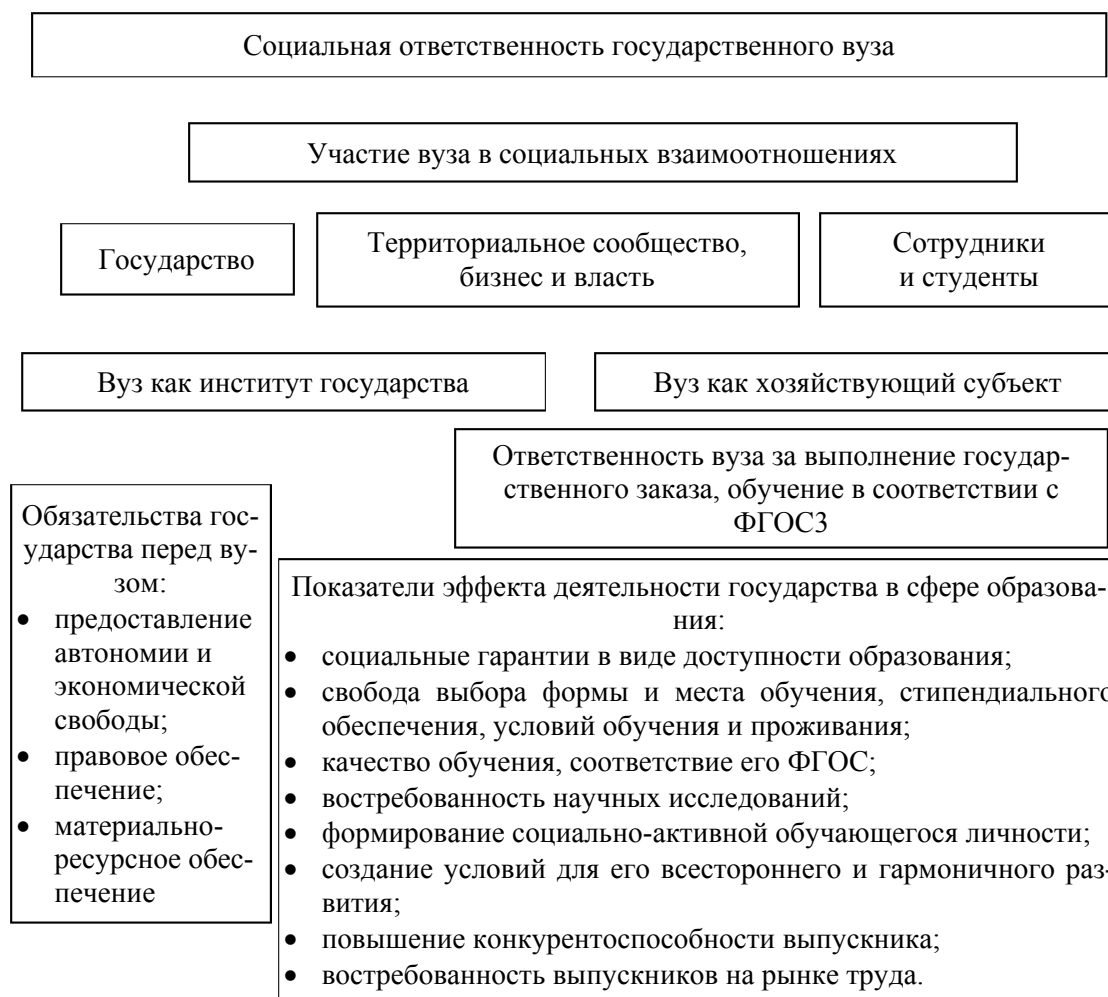 Социальная ответственность государственного вуза
Участие вуза в социальных взаимоотношениях
Государство
Территориальное сообщество,
бизнес и власть
Сотрудники
и студенты
Вуз как институт государства
Вуз как хозяйствующий субъект
Ответственность вуза за выполнение государ-
ственного заказа, обучение в соответствии с
ФГОС3
Обязательства гос-
ударства перед ву-
зом:
• предоставление
автономии и
экономической
свободы;
• правовое обес-
печение;
• материально-
ресурсное обес-
печение
Показатели эффекта деятельности государства в сфере образова-
ния:
• социальные гарантии в виде доступности образования;
• свобода выбора формы и места обучения, стипендиального
обеспечения, условий обучения и проживания;
• качество обучения, соответствие его ФГОС;
• востребованность научных исследований;
• формирование социально-активной обучающегося личности;
• создание условий для его всестороннего и гармоничного раз-
вития;
• повышение конкурентоспособности выпускника;
• востребованность выпускников на рынке труда.